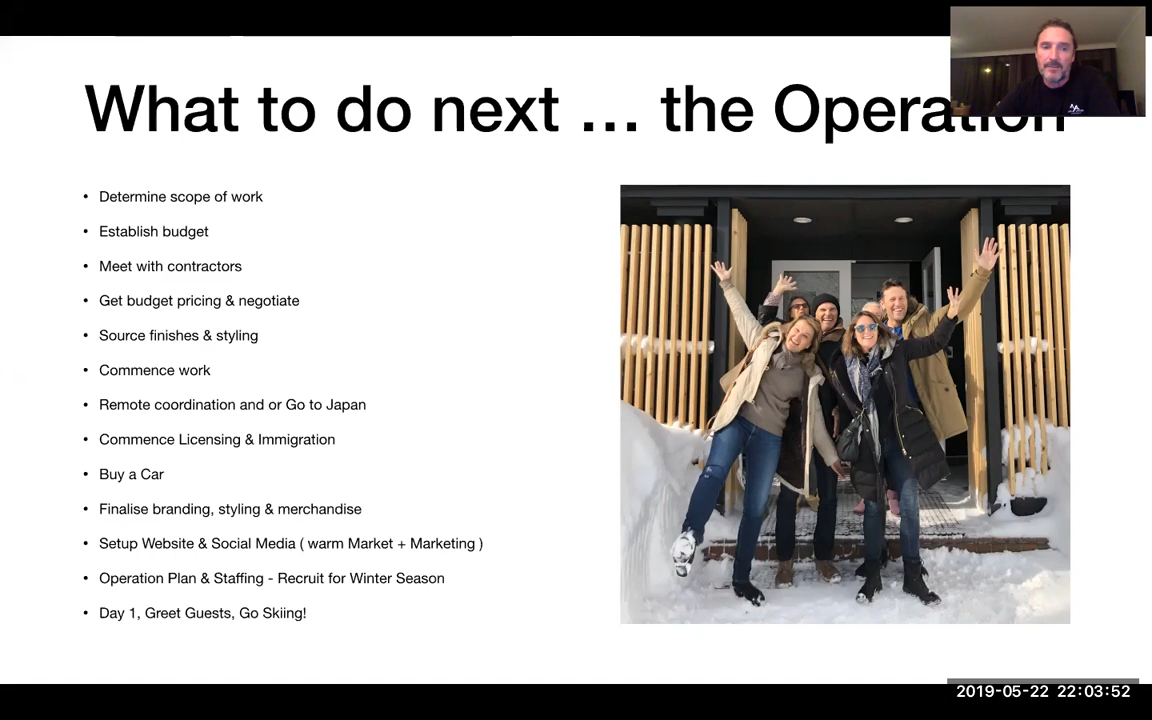 What to do next ... the Operation
• Determine scope of work
• Establish budget
• Meet with contractors
• Get budget pricing & negotiate
• Source finishes & styling
• Commence work
• Remote coordination and or Go to Japan
• Commence Licensing & Immigration
• Buy a Car
• Finalise branding, styling & merchandise
• Setup Website & Social Media ( warm Market + Marketing )
• Operation Plan & Staffing - Recruit for Winter Season
• Day 1, Greet Guests, Go Skiing!
2019-05-22 22:03:52